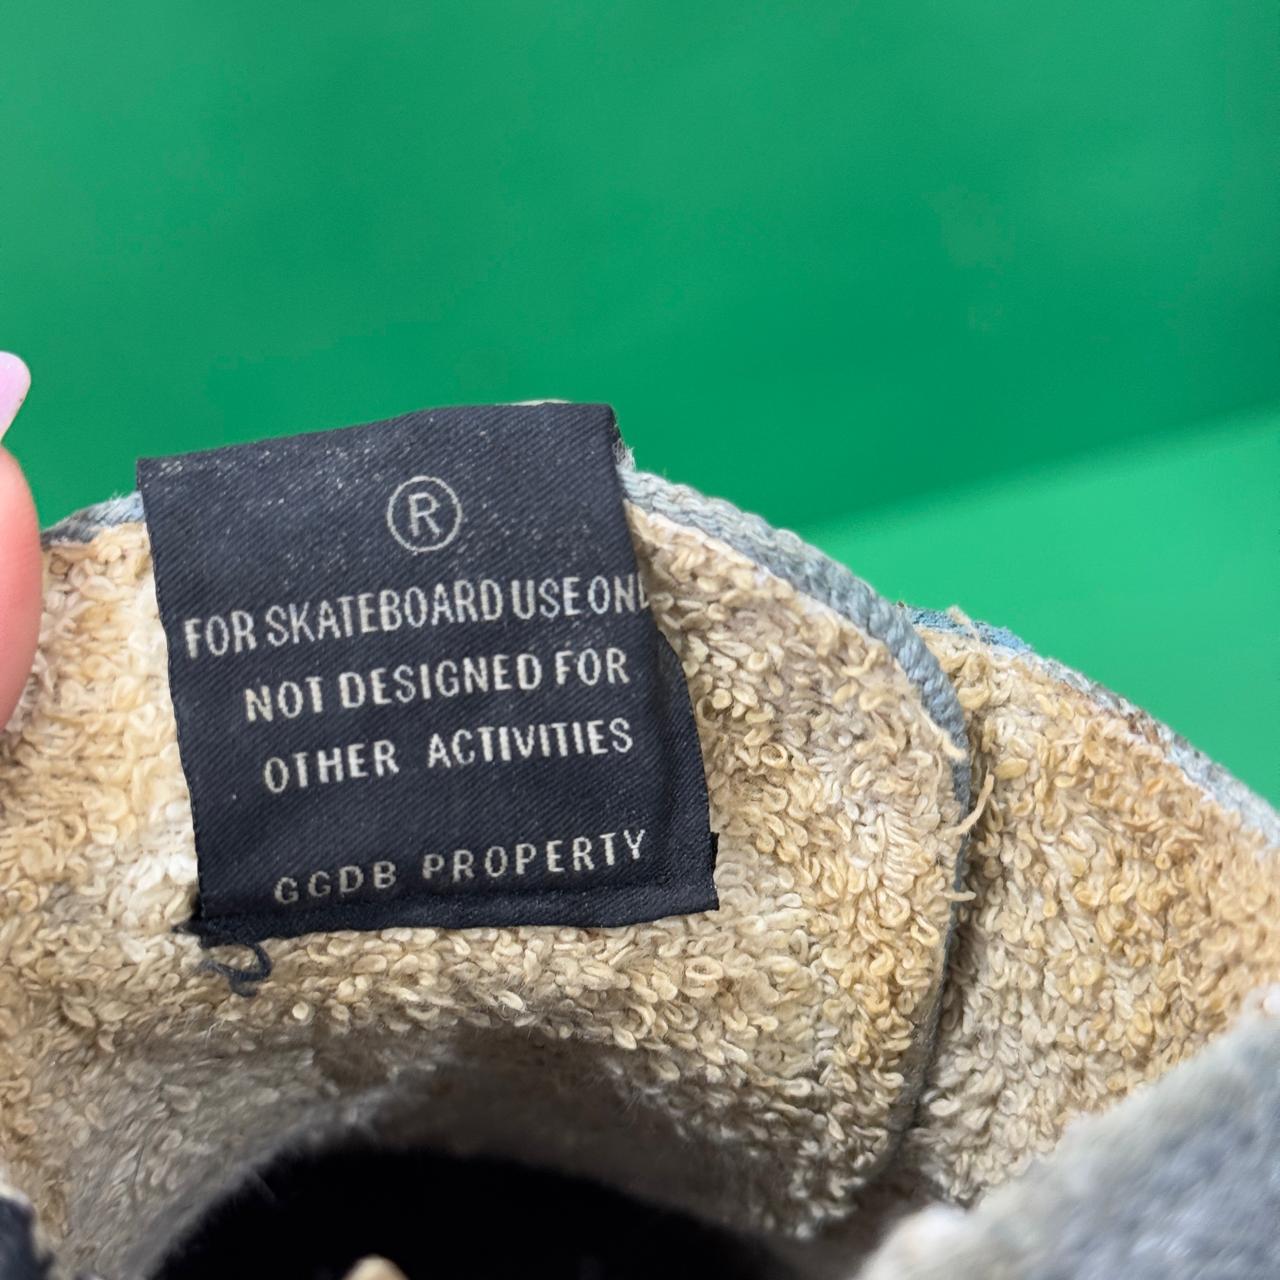 ®
FOR SKATEBOARD USE ONL
NOT DESIGNED FOR
OTHER ACTIVITIES
GGDB PROPERTY